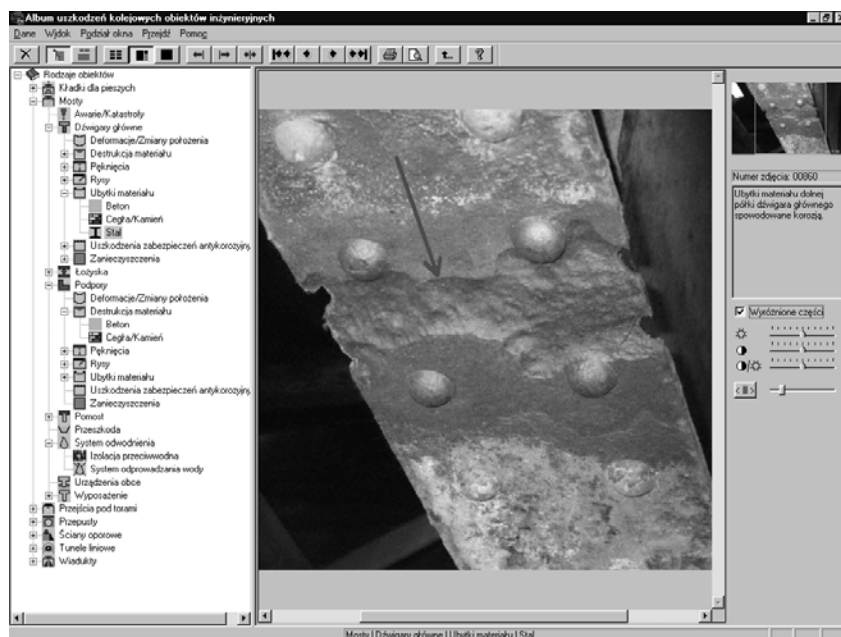 Album uszkodzeń kolejowych obiektów inżynieryjnych
Dane Widok Podział okna Przejdź Pomoc
Rodzaje obiektów
Kładki dla pieszych
Mosty
Awarie/Katastrofy
Dźwigary główne
Deformacje/Zmiany położenia
Destrukcja materiału
Pęknięcia
Rysy
Ubytki materiału
Beton
Cegła/Kamień
Stal
Uszkodzenia zabezpieczeń antykorozyjny
Zanieczyszczenia
Łożyska
Podpory
Deformacje/Zmiany położenia
Destrukcja materiału
Beton
Cegła/Kamień
Pęknięcia
Rysy
Ubytki materiału
Uszkodzenia zabezpieczeń antykorozyjny
Zanieczyszczenia
Pomost
Przeszkoda
System odwodnienia
Izolacja przeciwwodna
System odprowadzania wody
Urządzenia obce
Wyposażenie
Przejścia pod torami
Przepusty
Ściany oporowe
Tunele liniowe
Wiadukty
Numer zdjęcia: 00860
Ubytki materiału dolnej
półki dźwigara głównego
spowodowane korozją.
Wyróżnione części
Mosty | Dźwigary główne | Ubytki materiału | Stal